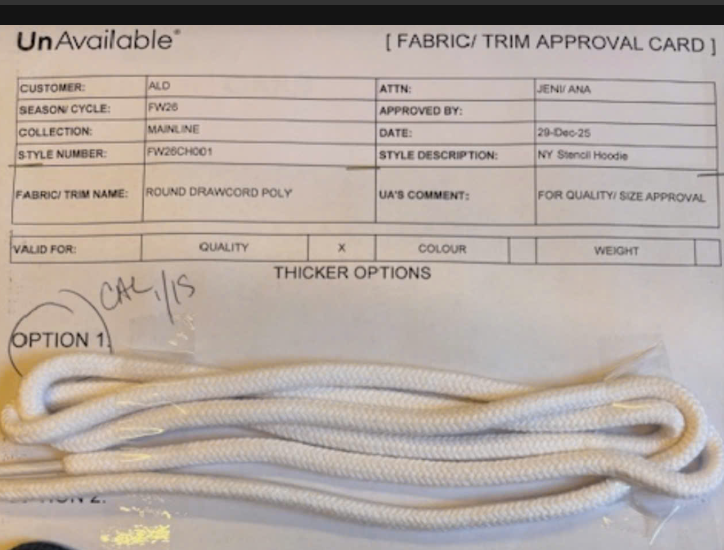 UnAvailable®
[ FABRIC/ TRIM APPROVAL CARD ]
CUSTOMER: ALD ATTN: JENI/ ANA
SEASON/ CYCLE: FW26 APPROVED BY:
COLLECTION: MAINLINE DATE: 29-Dec-25
STYLE NUMBER: FW26CH001 STYLE DESCRIPTION: NY Stencil Hoodie
FABRIC/ TRIM NAME: ROUND DRAWCORD POLY UA'S COMMENT: FOR QUALITY/ SIZE APPROVAL
VALID FOR: QUALITY X COLOUR WEIGHT
THICKER OPTIONS
1/15
OPTION 1.